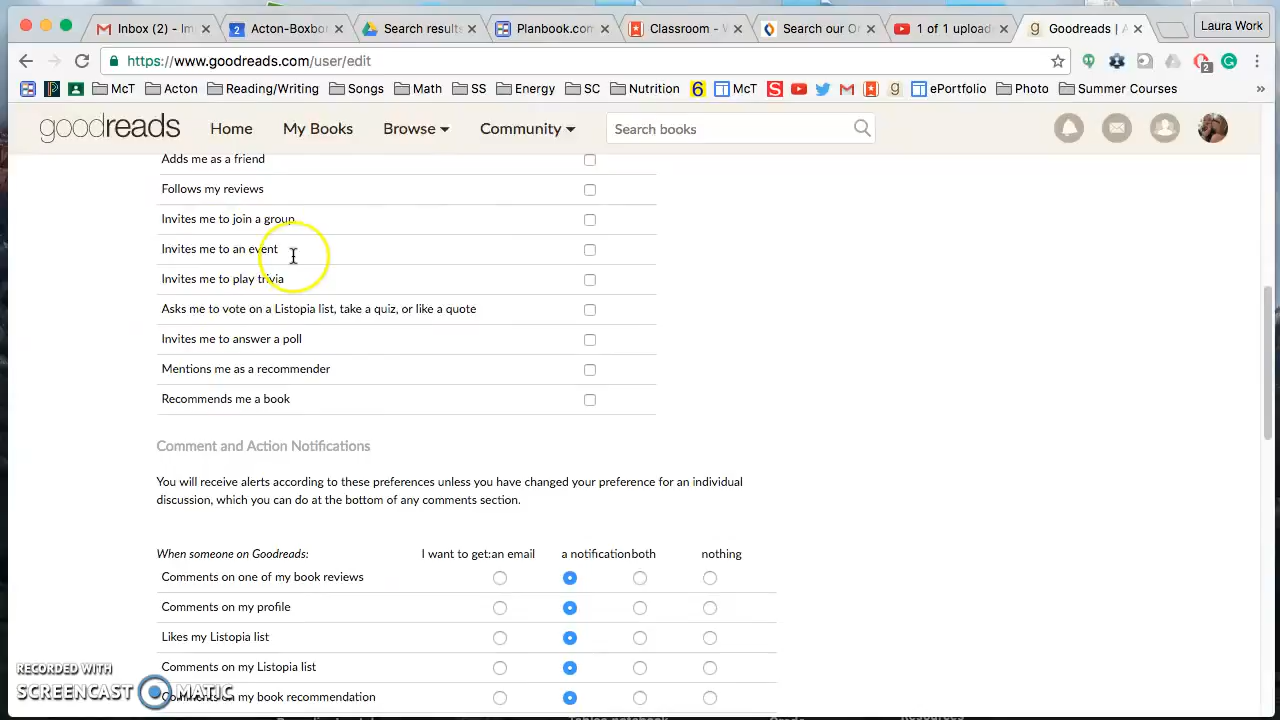 Inbox (2) - Im
Acton-Boxbo
Search result
Planbook.com
Classroom - W
Search our O
1 of 1 upload
Goodreads | A
Laura Work
https://www.goodreads.com/user/edit
McT
Acton
Reading/Writing
Songs
Math
SS
Energy
SC
Nutrition
McT
ePortfolio
Photo
Summer Courses
goodreads
Home
My Books
Browse
Community
Search books
Adds me as a friend
Follows my reviews
Invites me to join a group
Invites me to an event
Invites me to play trivia
Asks me to vote on a Listopia list, take a quiz, or like a quote
Invites me to answer a poll
Mentions me as a recommender
Recommends me a book
Comment and Action Notifications
You will receive alerts according to these preferences unless you have changed your preference for an individual
discussion, which you can do at the bottom of any comments section.
When someone on Goodreads: I want to get: an email a notification both nothing
Comments on one of my book reviews
Comments on my profile
Likes my Listopia list
Comments on my Listopia list
Comments on my book recommendation
RECORDED WITH
SCREENCAST MATIC